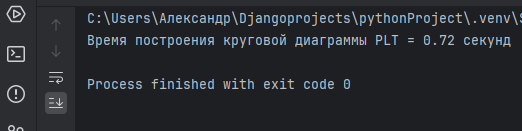 C:\Users\Александр\Djangoprojects\pythonProject\.venv\
Время построения круговой диаграммы PLT = 0.72 секунд
Process finished with exit code 0